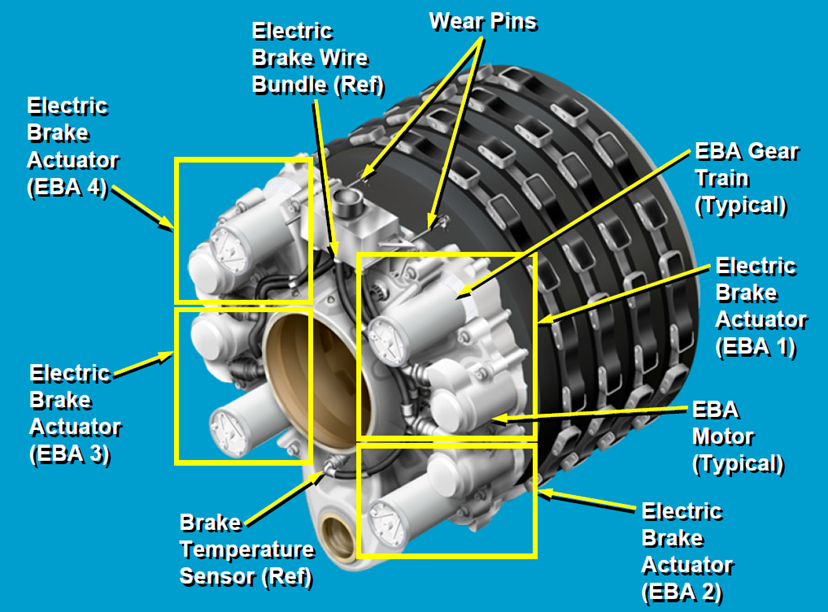 Wear Pins
Electric
Brake Wire
Bundle (Ref)
Electric
Brake
Actuator
(EBA 4)
EBA Gear
Train
(Typical)
Electric
Brake
Actuator
(EBA 1)
Electric
Brake
Actuator
(EBA 3)
EBA
Motor
(Typical)
Brake
Temperature
Sensor (Ref)
Electric
Brake
Actuator
(EBA 2)